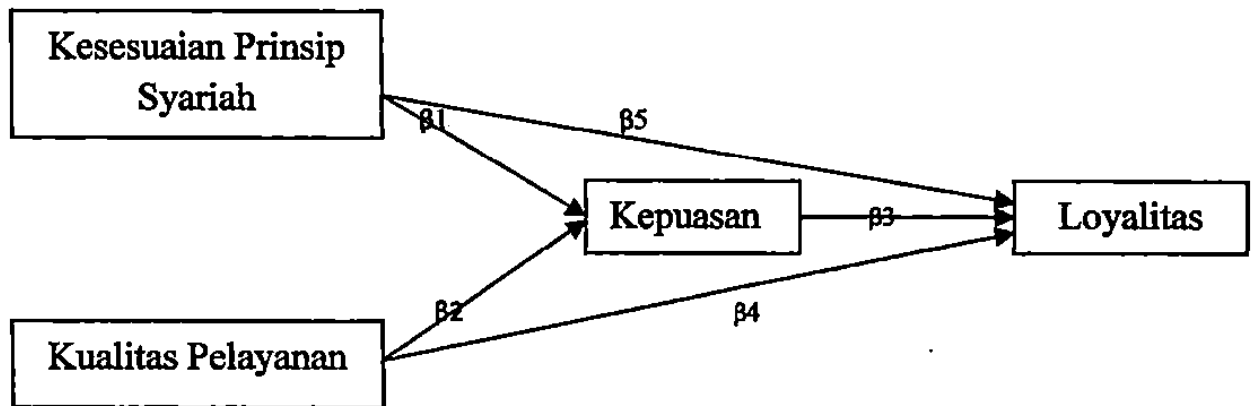 Kesesuaian Prinsip
Syariah
β1
β5
Kepuasan
β3
Loyalitas
β2
β4
Kualitas Pelayanan